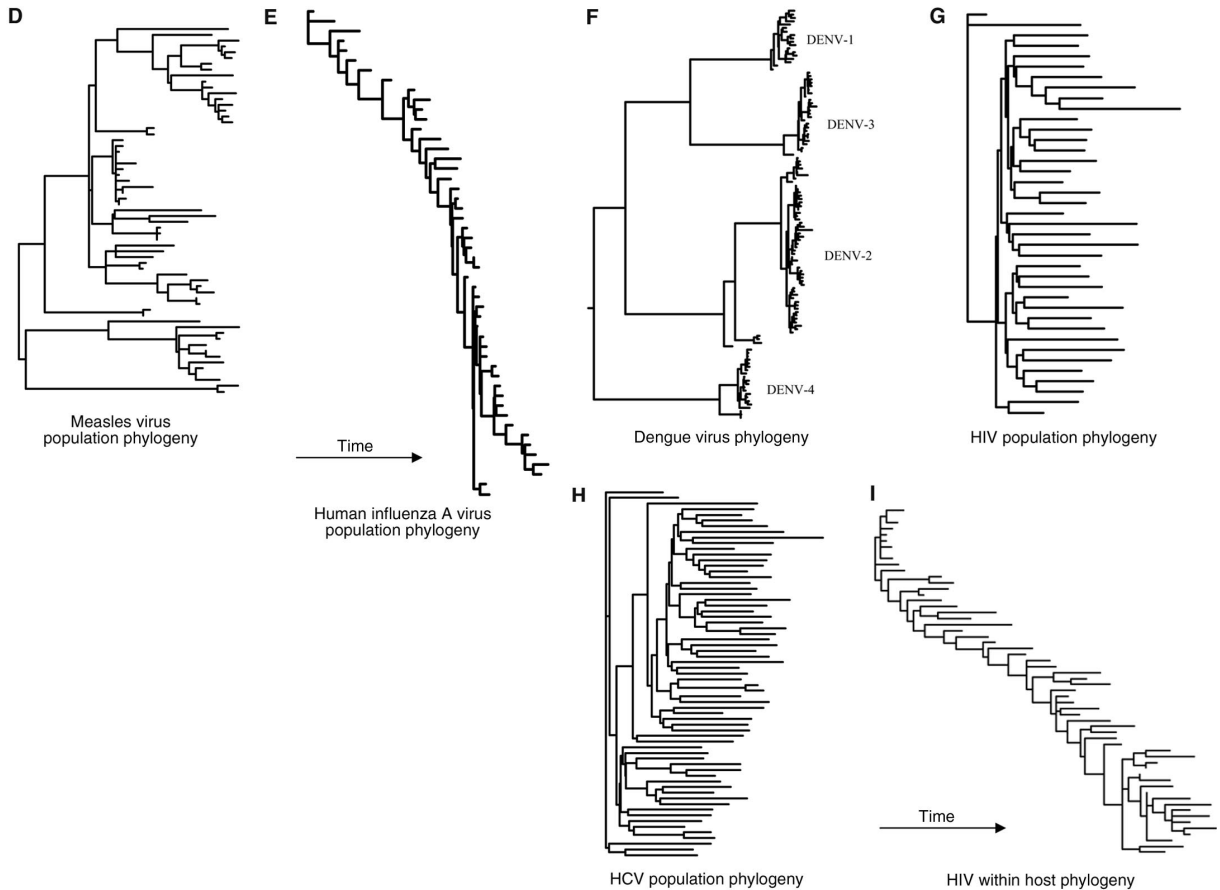 D
E
F
G
DENV-1
DENV-3
DENV-2
DENV-4
Measles virus
population phylogeny
Time
Human influenza A virus
population phylogeny
Dengue virus phylogeny
HIV population phylogeny
H
I
Time
HCV population phylogeny
HIV within host phylogeny